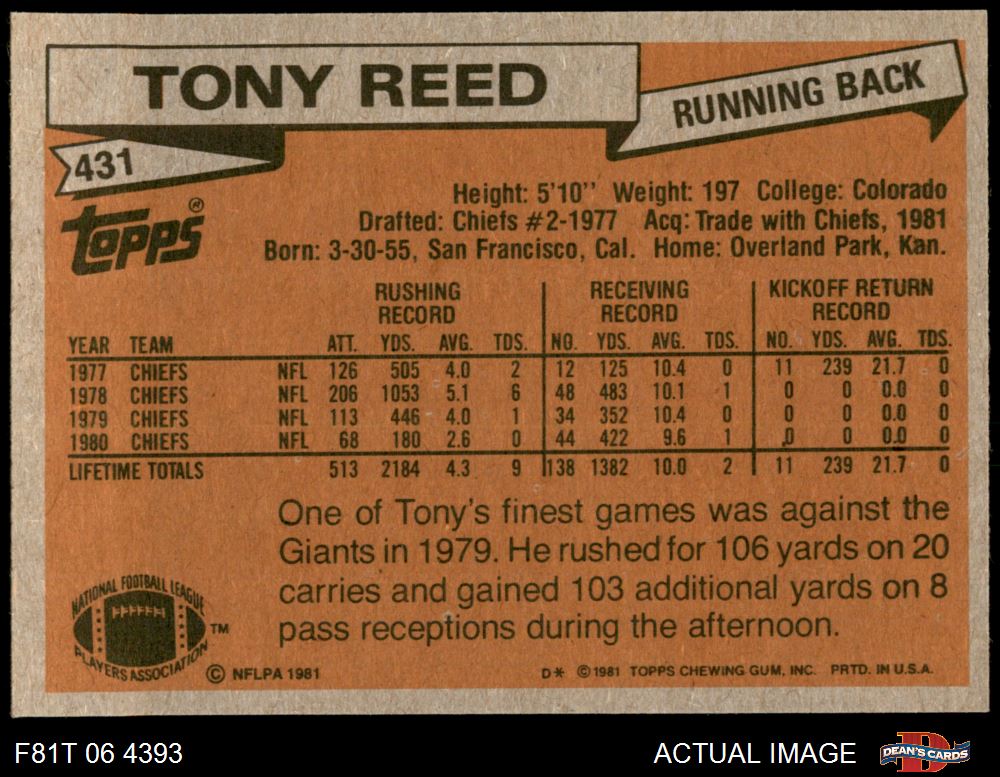 TONY REED
RUNNING BACK
431
Topps®
Height: 5'10'' Weight: 197 College: Colorado
Drafted: Chiefs #2-1977 Acq: Trade with Chiefs, 1981
Born: 3-30-55, San Francisco, Cal. Home: Overland Park, Kan.
RUSHING RECORD RECEIVING RECORD KICKOFF RETURN RECORD
YEAR TEAM ATT. YDS. AVG. TDS. NO. YDS. AVG. TDS. NO. YDS. AVG. TDS.
1977 CHIEFS NFL 126 505 4.0 2 12 125 10.4 0 11 239 21.7 0
1978 CHIEFS NFL 206 1053 5.1 6 48 483 10.1 1 0 0 0.0 0
1979 CHIEFS NFL 113 446 4.0 1 34 352 10.4 0 0 0 0.0 0
1980 CHIEFS NFL 68 180 2.6 0 44 422 9.6 1 0 0 0.0 0
LIFETIME TOTALS 513 2184 4.3 9 138 1382 10.0 2 11 239 21.7 0
One of Tony's finest games was against the
Giants in 1979. He rushed for 106 yards on 20
carries and gained 103 additional yards on 8
pass receptions during the afternoon.
NATIONAL FOOTBALL LEAGUE
PLAYERS ASSOCIATION
TM
© NFLPA 1981
D* © 1981 TOPPS CHEWING GUM, INC. PRTD. IN U.S.A.
F81T 06 4393
ACTUAL IMAGE
D
DEAN'S CARDS